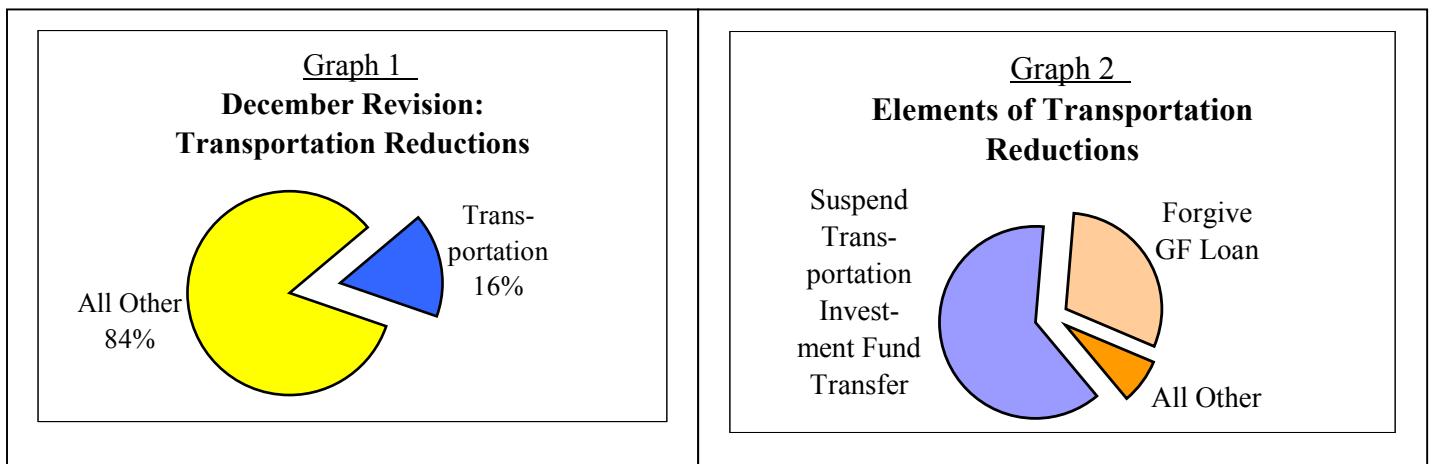 Graph 1
December Revision:
Transportation Reductions
Trans-
portation
16%
All Other
84%
Graph 2
Elements of Transportation
Reductions
Suspend
Trans-
portation
Invest-
ment Fund
Transfer
Forgive
GF Loan
All Other